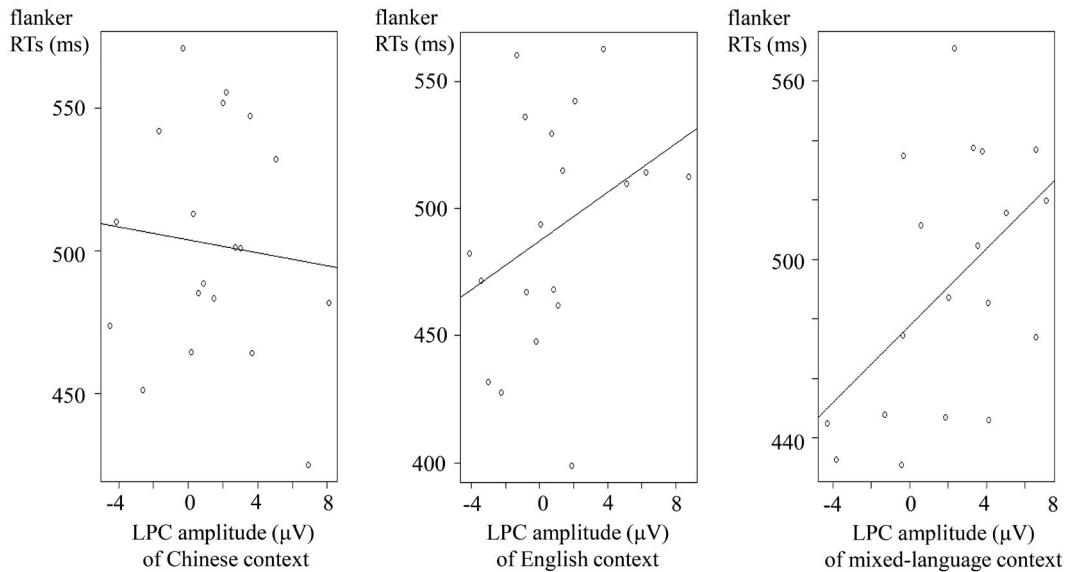 flanker
RTs (ms)
550
500
450
-4 0 4 8
LPC amplitude (μV)
of Chinese context
flanker
RTs (ms)
550
500
450
400
-4 0 4 8
LPC amplitude (μV)
of English context
flanker
RTs (ms)
560
500
440
-4 0 4 8
LPC amplitude (μV)
of mixed-language context